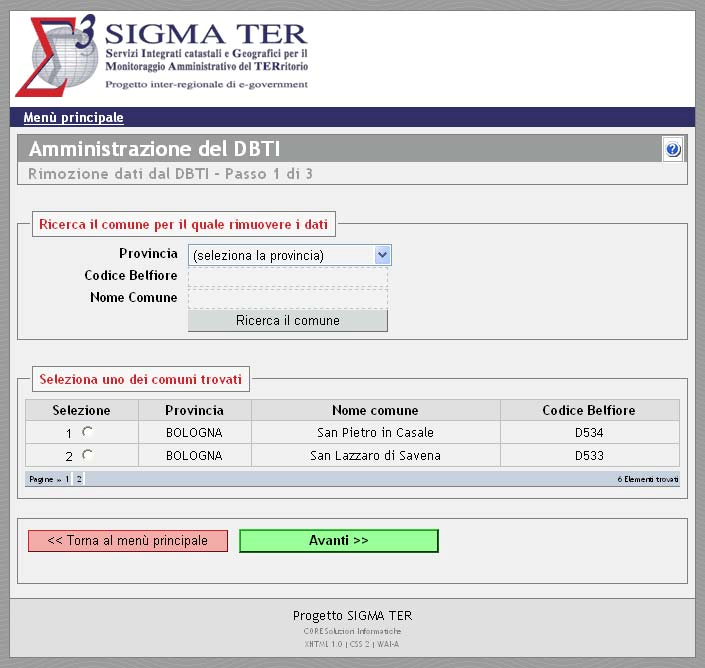 3 SIGMA TER
Servizi Integrati catastali e Geografici per il
Monitoraggio Amministrativo del TERritorio
Progetto inter-regionale di e-government
Menù principale
Amministrazione del DBTI
?
Rimozione dati dal DBTI - Passo 1 di 3
Ricerca il comune per il quale rimuovere i dati
Provincia (seleziona la provincia)
Codice Belfiore
Nome Comune
Ricerca il comune
Seleziona uno dei comuni trovati
Selezione Provincia Nome comune Codice Belfiore
1 BOLOGNA San Pietro in Casale D534
2 BOLOGNA San Lazzaro di Savena D533
Pagine » 1 2 6 Elementi trovati
<< Torna al menù principale Avanti >>
Progetto SIGMA TER
CORE Soluzioni Informatiche
XHTML 1.0 | CSS 2 | WAI-A